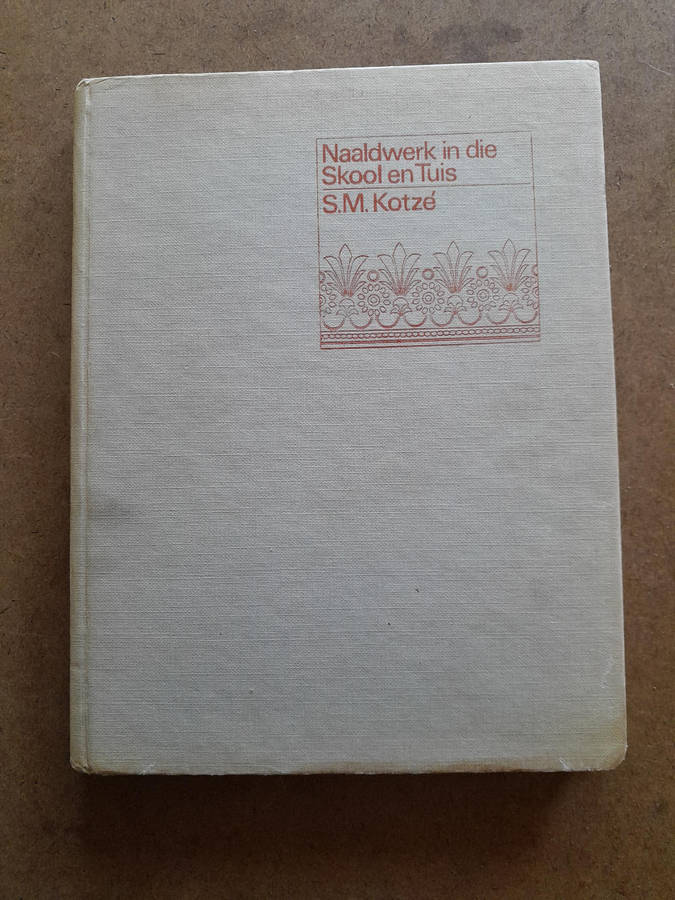 Naaldwerk in die
Skool en Tuis
S.M. Kotzé